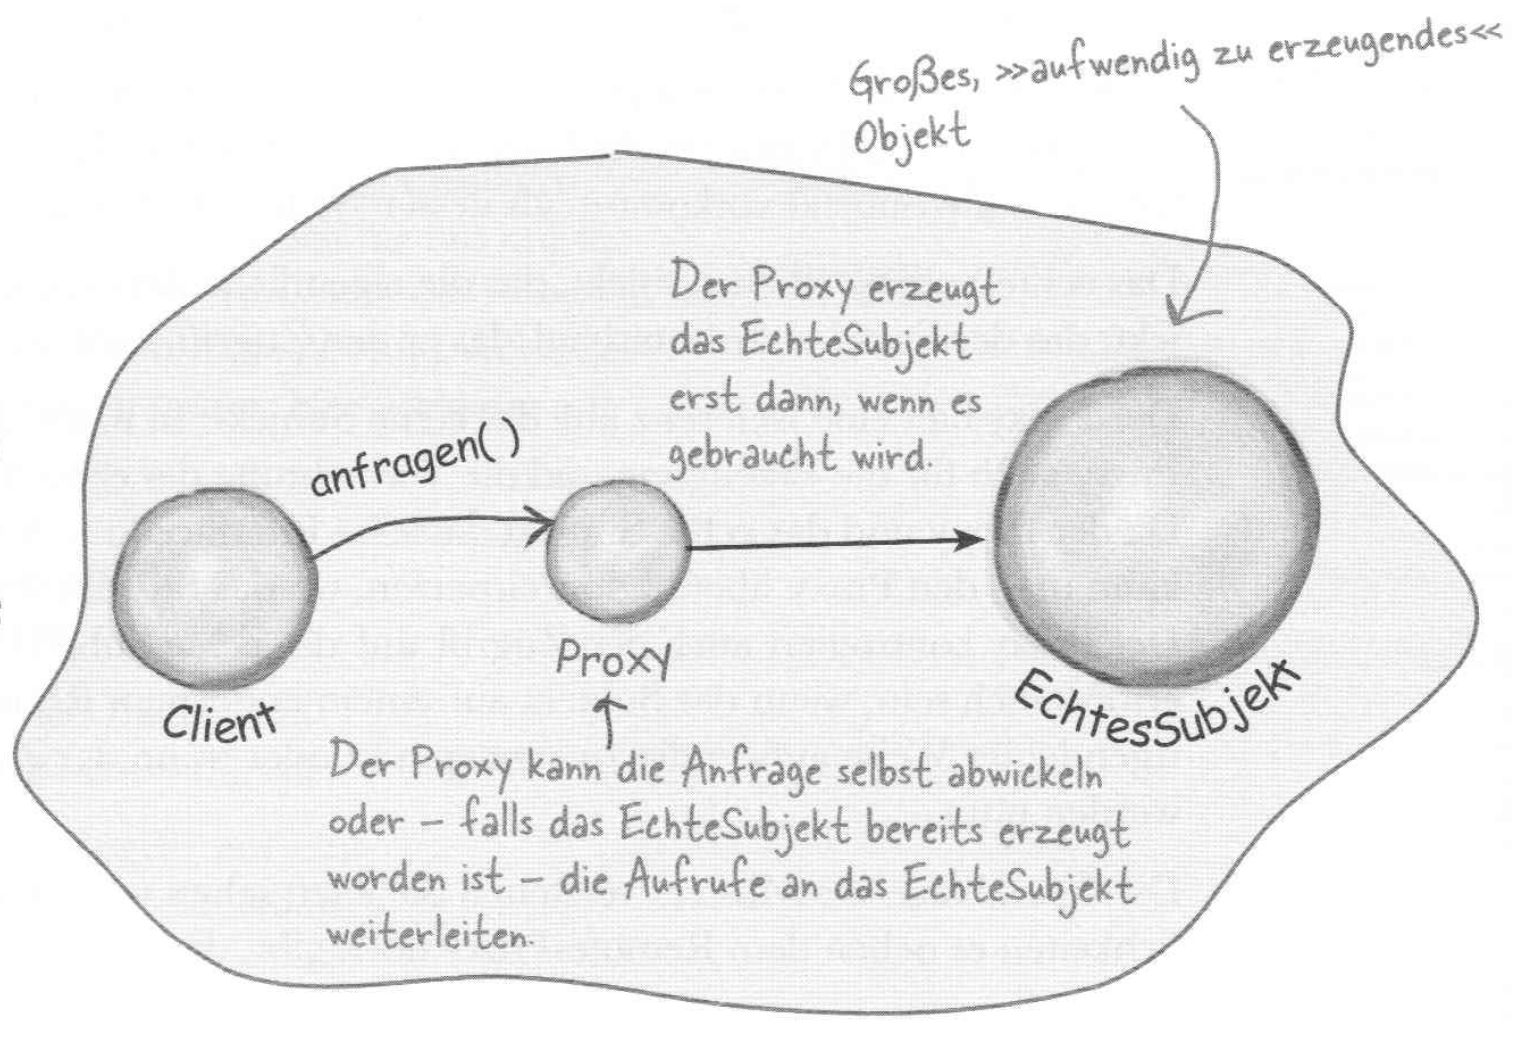 Großes, >>aufwendig zu erzeugendes<<
Objekt
Der Proxy erzeugt
das EchteSubjekt
erst dann, wenn es
gebraucht wird.
anfragen()
Client
Proxy
EchtesSubjekt
Der Proxy kann die Anfrage selbst abwickeln
oder – falls das EchteSubjekt bereits erzeugt
worden ist – die Aufrufe an das EchteSubjekt
weiterleiten.